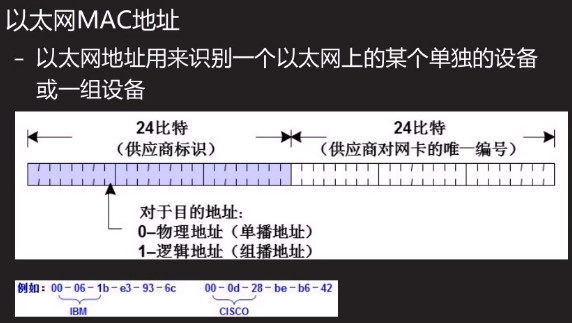 以太网MAC地址
– 以太网地址用来识别一个以太网上的某个单独的设备
或一组设备
24比特 24比特
（供应商标识） （供应商对网卡的唯一编号）
对于目的地址：
0–物理地址（单播地址）
1–逻辑地址（组播地址）
例如：00-06-1b-e3-93-6c 00-0d-28-be-b6-42
IBM CISCO